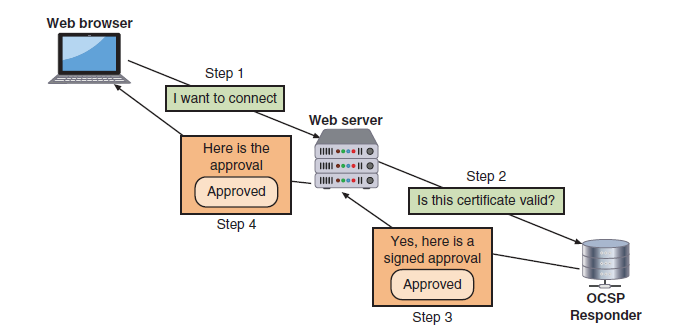 Web browser
Step 1
I want to connect
Web server
Here is the
approval
Approved
Step 4
Step 2
Is this certificate valid?
Yes, here is a
signed approval
Approved
Step 3
OCSP
Responder